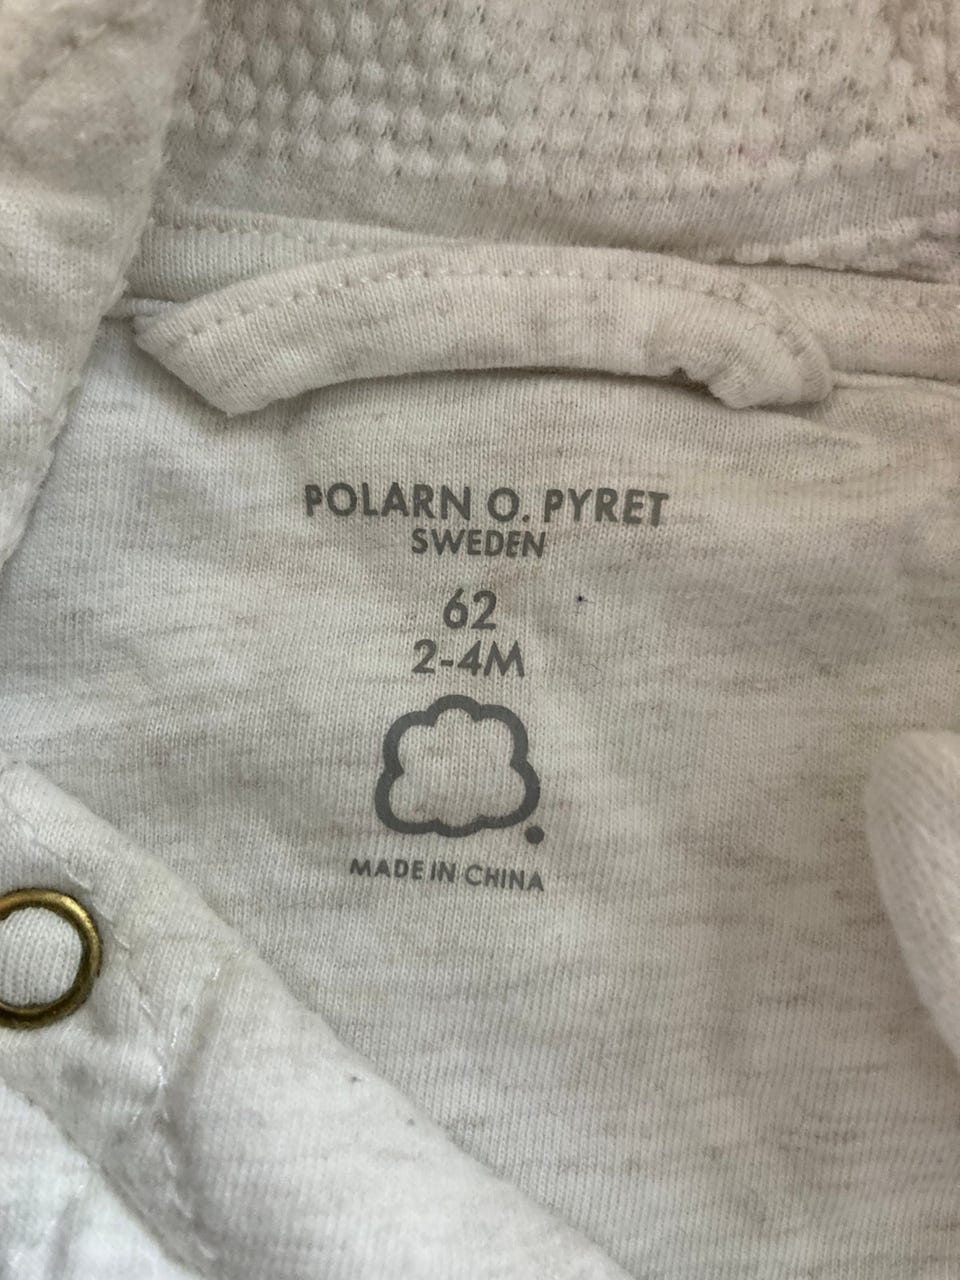 POLARN O. PYRET
SWEDEN
62
2-4M
MADE IN CHINA